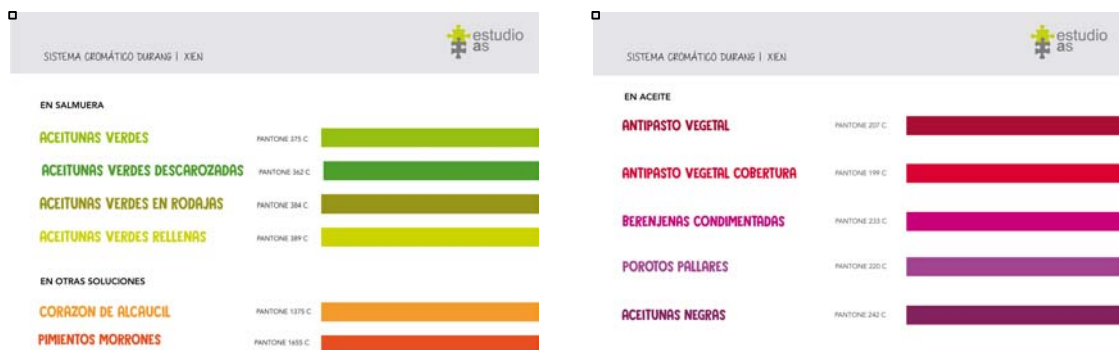 estudio
as
SISTEMA CROMÁTICO DURANG | XIEN
EN SALMUERA
ACEITUNAS VERDES PANTONE 375 C
ACEITUNAS VERDES DESCAROZADAS PANTONE 362 C
ACEITUNAS VERDES EN RODAJAS PANTONE 384 C
ACEITUNAS VERDES RELLENAS PANTONE 389 C
EN OTRAS SOLUCIONES
CORAZON DE ALCAUCIL PANTONE 1375 C
PIMIENTOS MORRONES PANTONE 1655 C
estudio
as
SISTEMA CROMÁTICO DURANG | XIEN
EN ACEITE
ANTIPASTO VEGETAL PANTONE 207 C
ANTIPASTO VEGETAL COBERTURA PANTONE 199 C
BERENJENAS CONDIMENTADAS PANTONE 233 C
POROTOS PALLARES PANTONE 220 C
ACEITUNAS NEGRAS PANTONE 242 C